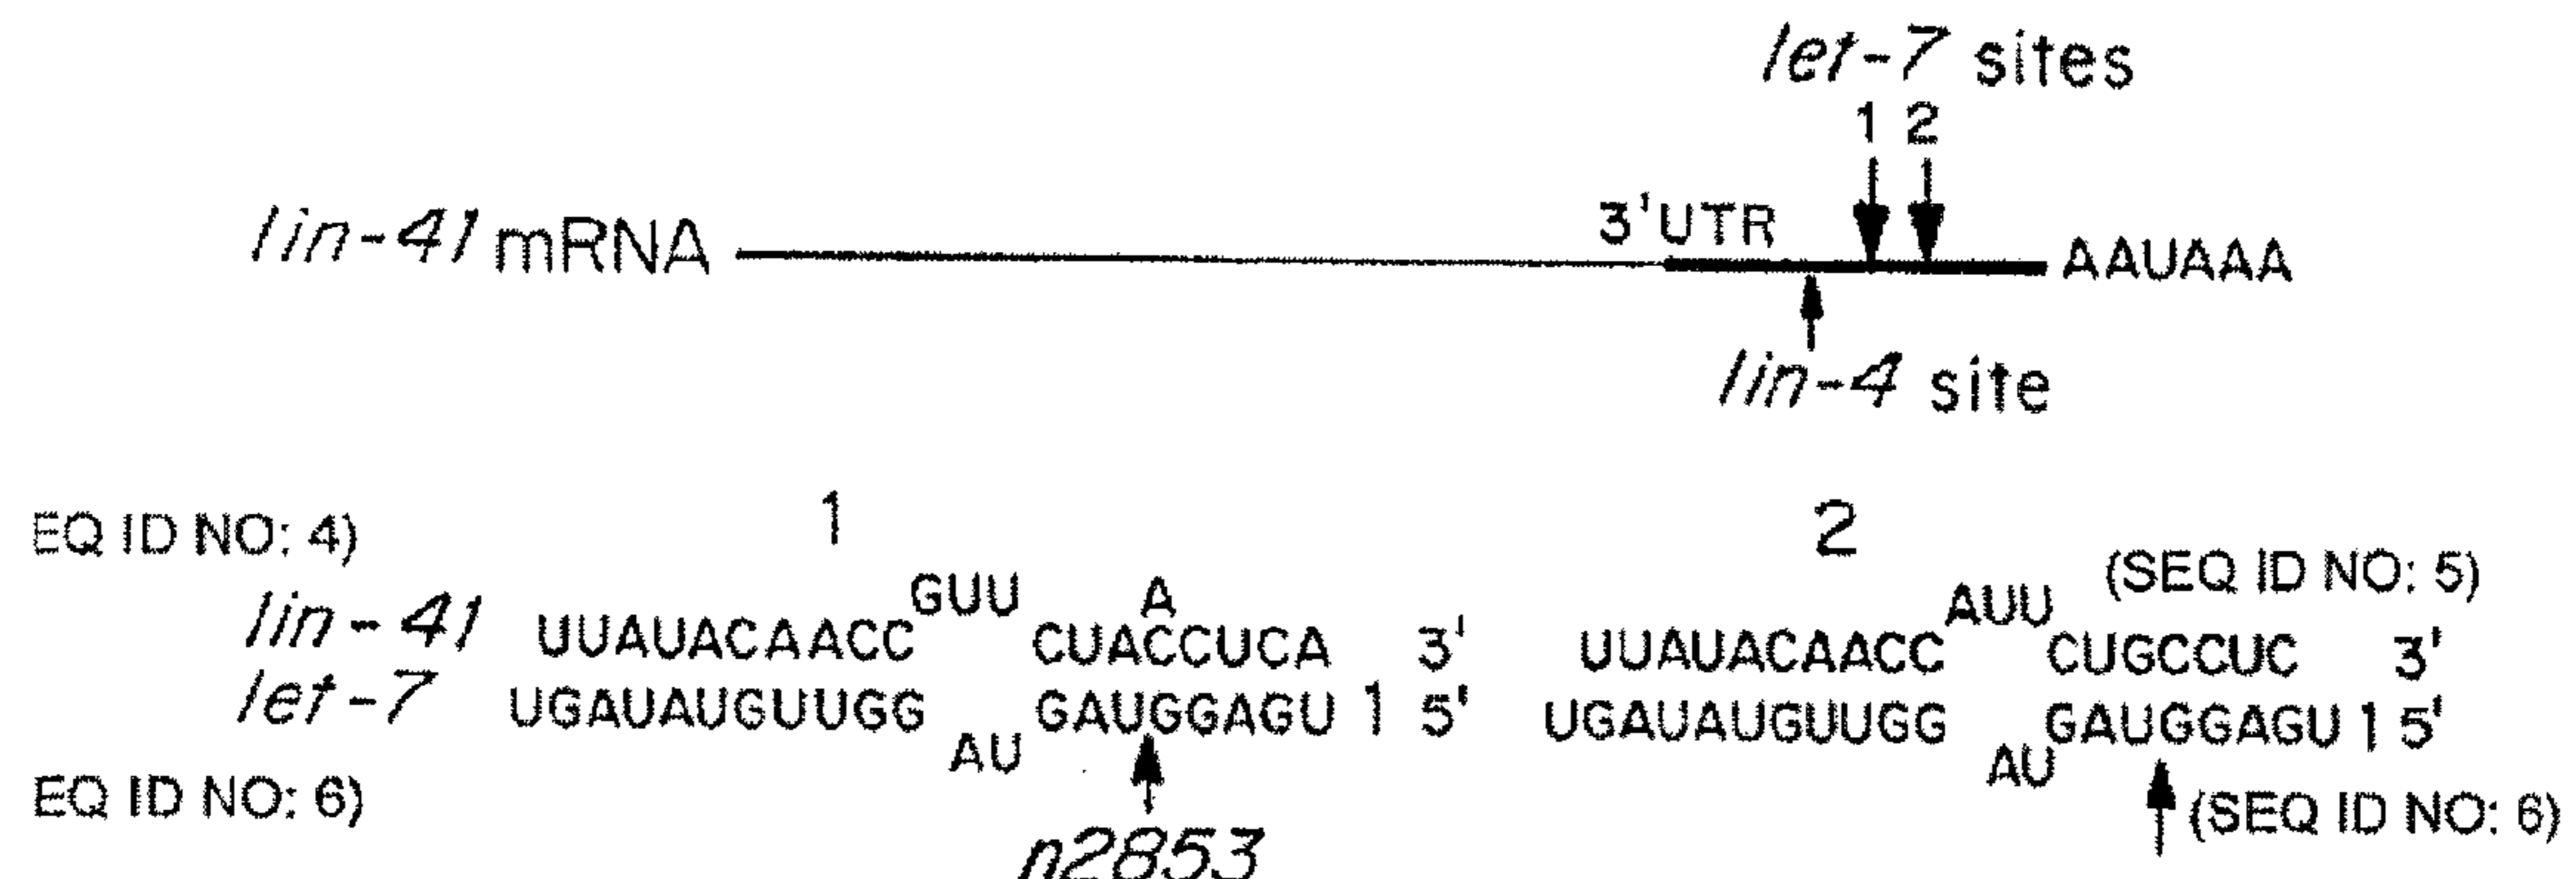 let-7 sites
1 2
3'UTR
lin-41 mRNA
AAUAAA
lin-4 site
1
2
EQ ID NO: 4)
(SEQ ID NO: 5)
GUU
A
AUU
lin-41 UUAUACAACC CUACCUCA 3' UUAUACAACC CUGCCUC 3'
let-7 UGAUAUGUUGG GAUGGAGU 1 5' UGAUAUGUUGG GAUGGAGU 1 5'
AU
AU
EQ ID NO: 6)
(SEQ ID NO: 6)
n2853